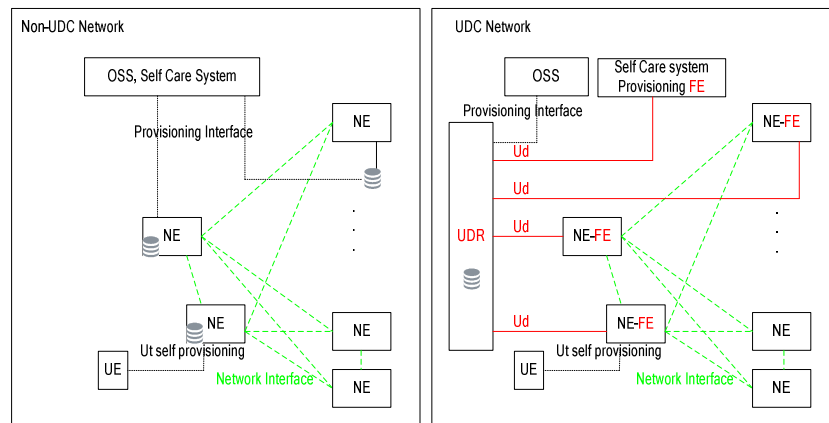 Non-UDC Network
OSS, Self Care System
Provisioning Interface
NE
NE
NE
Ut self provisioning
UE
Network Interface
NE
NE
UDC Network
OSS
Self Care system
Provisioning FE
Provisioning Interface
NE-FE
Ud
Ud
Ud
UDR
NE-FE
Ud
NE-FE
Ut self provisioning
UE
Network Interface
NE
NE